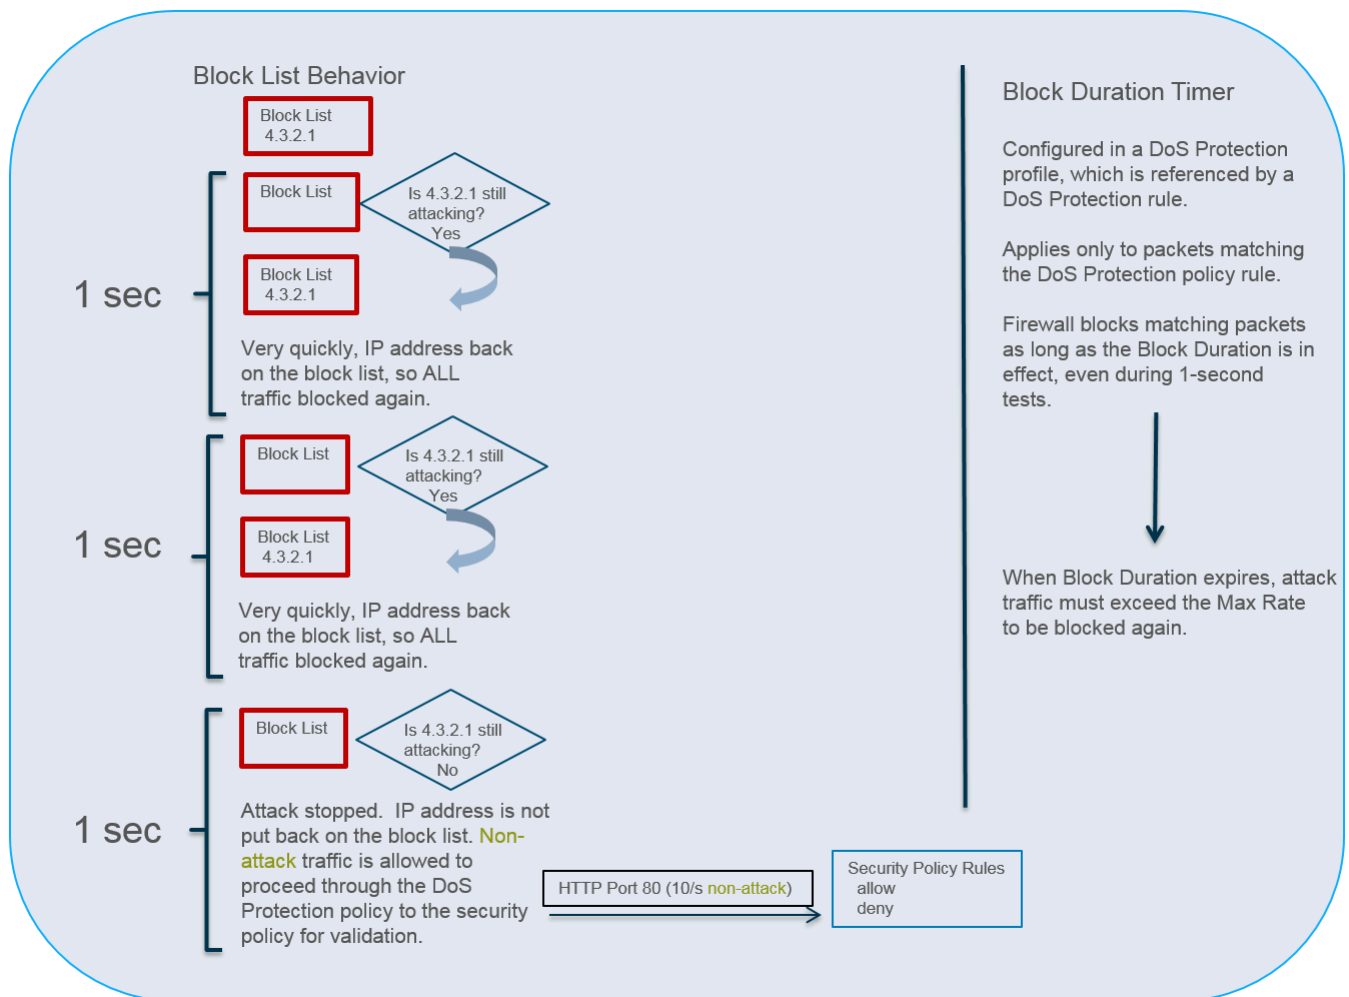 Block List Behavior
Block List
4.3.2.1
Block List
Is 4.3.2.1 still
attacking?
Yes
Block List
4.3.2.1
1 sec
Very quickly, IP address back
on the block list, so ALL
traffic blocked again.
Block List
Is 4.3.2.1 still
attacking?
Yes
Block List
4.3.2.1
1 sec
Very quickly, IP address back
on the block list, so ALL
traffic blocked again.
Block List
Is 4.3.2.1 still
attacking?
No
1 sec
Attack stopped.  IP address is not
put back on the block list. Non-
attack traffic is allowed to
proceed through the DoS
Protection policy to the security
policy for validation.
HTTP Port 80 (10/s non-attack)
Security Policy Rules
allow
deny
Block Duration Timer
Configured in a DoS Protection
profile, which is referenced by a
DoS Protection rule.
Applies only to packets matching
the DoS Protection policy rule.
Firewall blocks matching packets
as long as the Block Duration is in
effect, even during 1-second
tests.
When Block Duration expires, attack
traffic must exceed the Max Rate
to be blocked again.